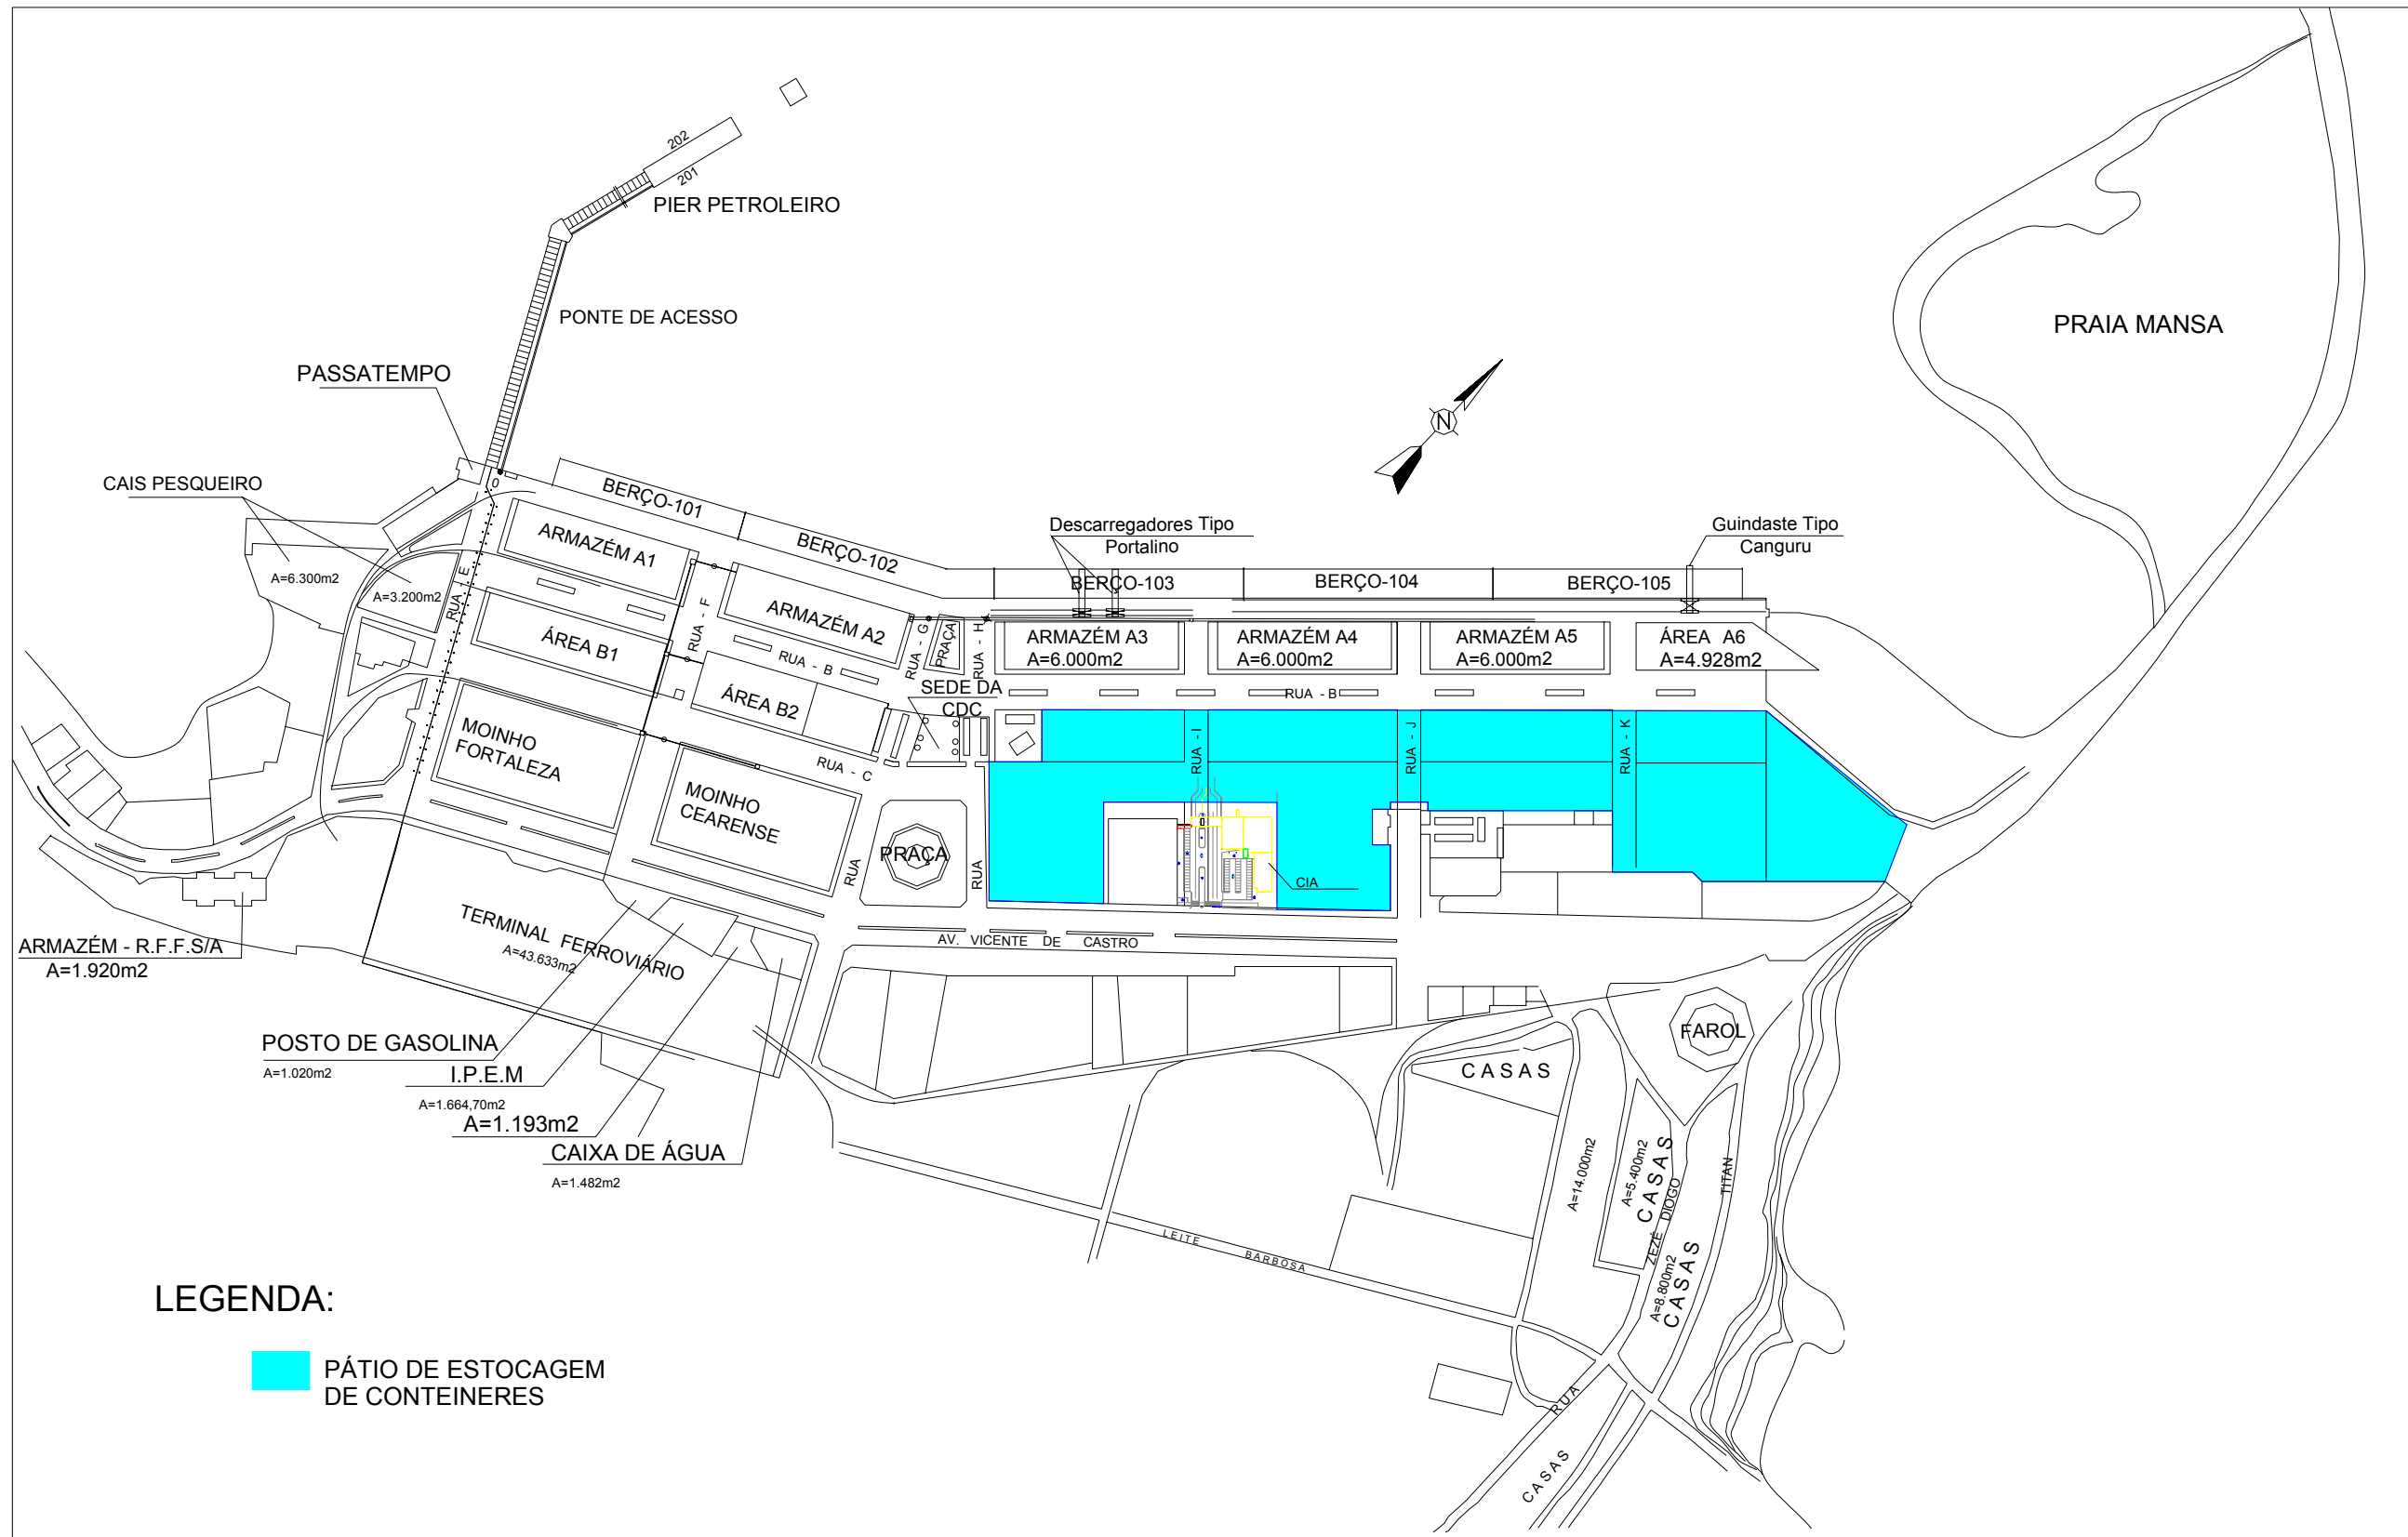 202
201
PIER PETROLEIRO
PONTE DE ACESSO
PRAIA MANSA
PASSATEMPO
N
CAIS PESQUEIRO
0
BERÇO-101
BERÇO-102
Descarregadores Tipo
Portalino
Guindaste Tipo
Canguru
BERÇO-103
BERÇO-104
BERÇO-105
A=6.300m2
A=3.200m2
RUA - E
ARMAZÉM A1
RUA - F
ARMAZÉM A2
RUA - G
PRAÇA
RUA - H
ARMAZÉM A3
A=6.000m2
ARMAZÉM A4
A=6.000m2
ARMAZÉM A5
A=6.000m2
ÁREA A6
A=4.928m2
ÁREA B1
RUA - B
ÁREA B2
SEDE DA
CDC
RUA - B
RUA - I
RUA - J
RUA - K
MOINHO
FORTALEZA
RUA - C
MOINHO
CEARENSE
RUA
PRAÇA
RUA
CIA
TERMINAL FERROVIÁRIO
A=43.633m2
AV. VICENTE DE CASTRO
ARMAZÉM - R.F.F.S/A
A=1.920m2
POSTO DE GASOLINA
A=1.020m2
I.P.E.M
A=1.664,70m2
A=1.193m2
CAIXA DE ÁGUA
A=1.482m2
FAROL
CASAS
A=14.000m2
A=5.400m2
CASAS
ZEZÉ DIOGO
TITAN
A=8.800m2
CASAS
LEITE BARBOSA
RUA
CASAS
LEGENDA:
PÁTIO DE ESTOCAGEM
DE CONTEINERES